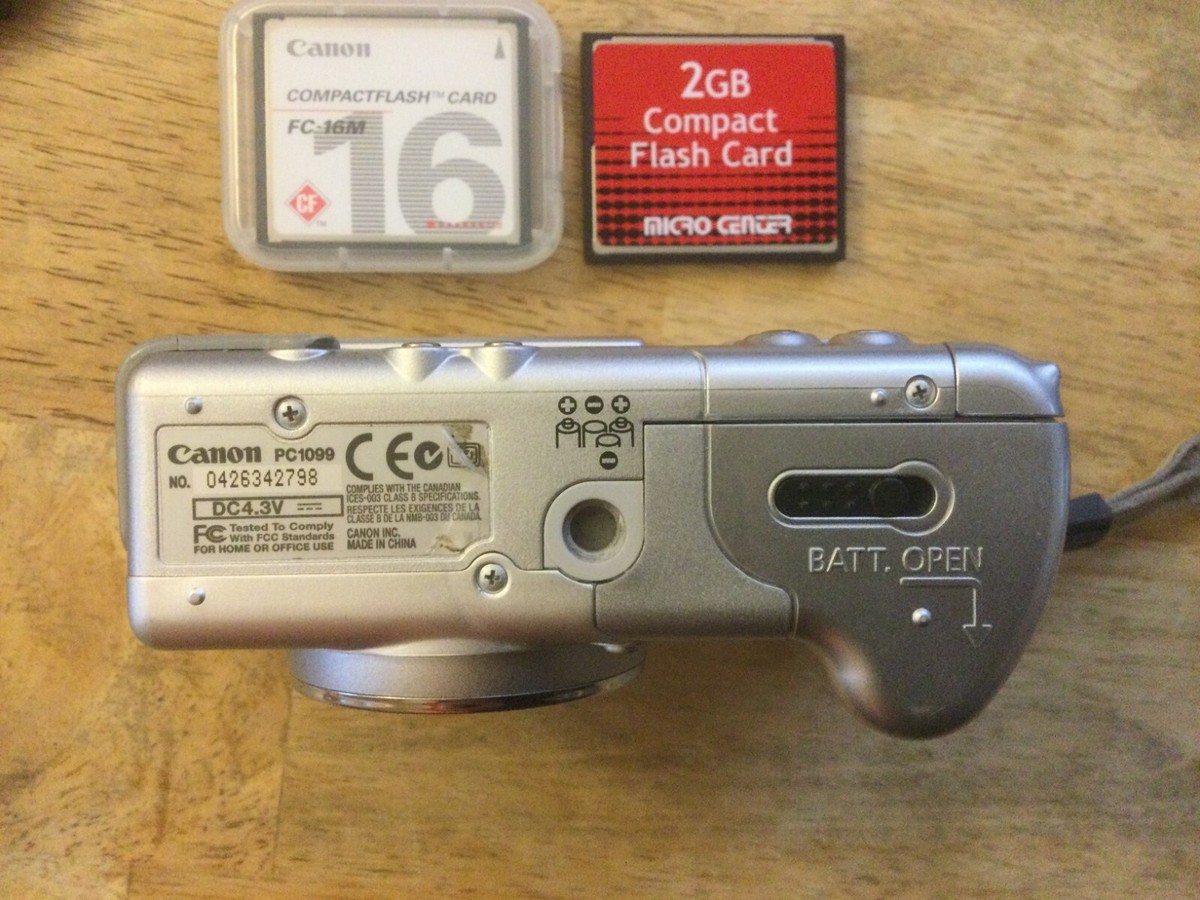 Canon
COMPACTFLASH™ CARD
FC-16M
16
CF™
2GB
Compact
Flash Card
MICRO CENTER
Canon PC1099
NO. 0426342798
DC4.3V
FC Tested To Comply
With FCC Standards
FOR HOME OR OFFICE USE
CE
COMPLIES WITH THE CANADIAN
ICES-003 CLASS B SPECIFICATIONS.
RESPECTE LES EXIGENCES DE LA
CLASSE B DE LA NMB-003 DU CANADA.
CANON INC.
MADE IN CHINA
BATT. OPEN